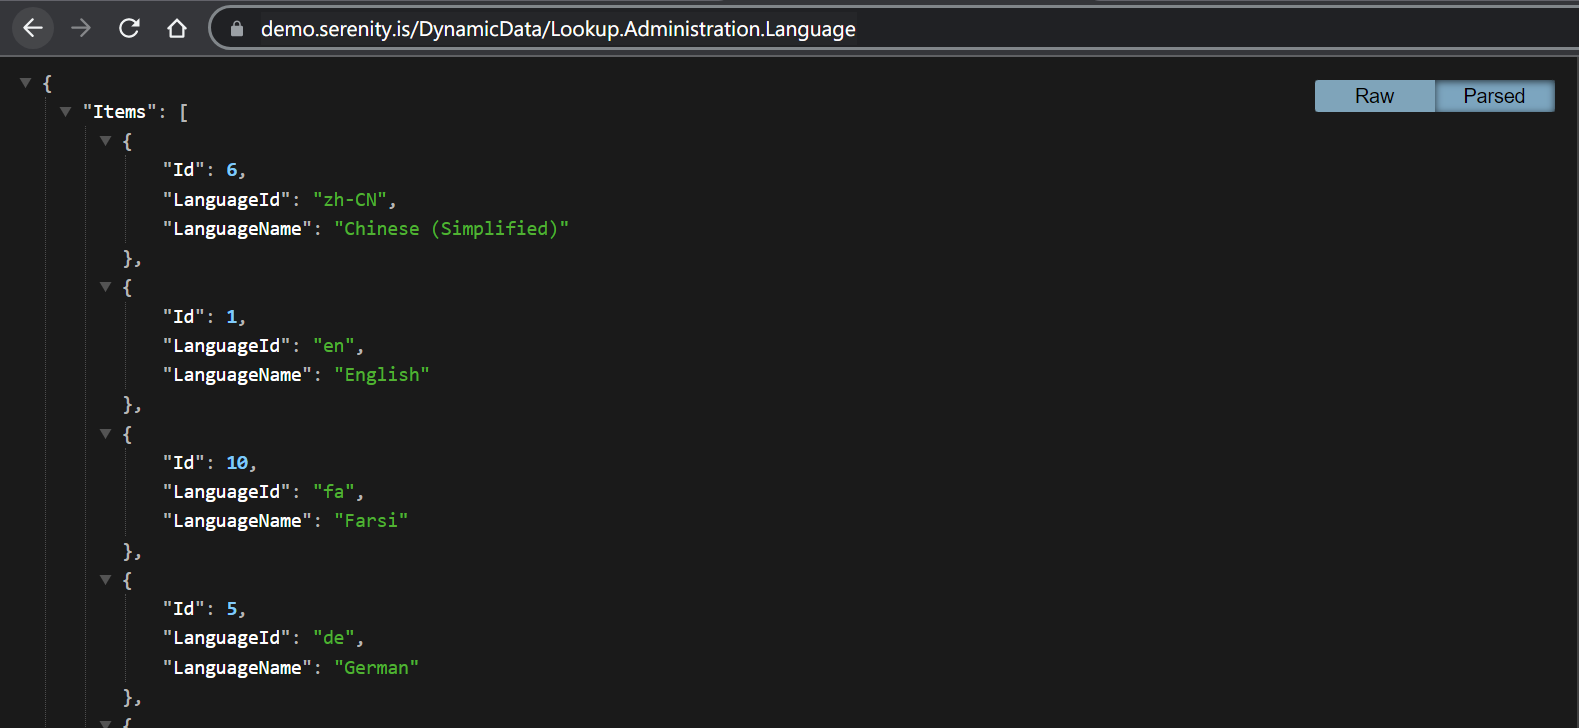 demo.serenity.is/DynamicData/Lookup.Administration.Language
{
Raw Parsed
"Items": [
{
"Id": 6,
"LanguageId": "zh-CN",
"LanguageName": "Chinese (Simplified)"
},
{
"Id": 1,
"LanguageId": "en",
"LanguageName": "English"
},
{
"Id": 10,
"LanguageId": "fa",
"LanguageName": "Farsi"
},
{
"Id": 5,
"LanguageId": "de",
"LanguageName": "German"
},
{